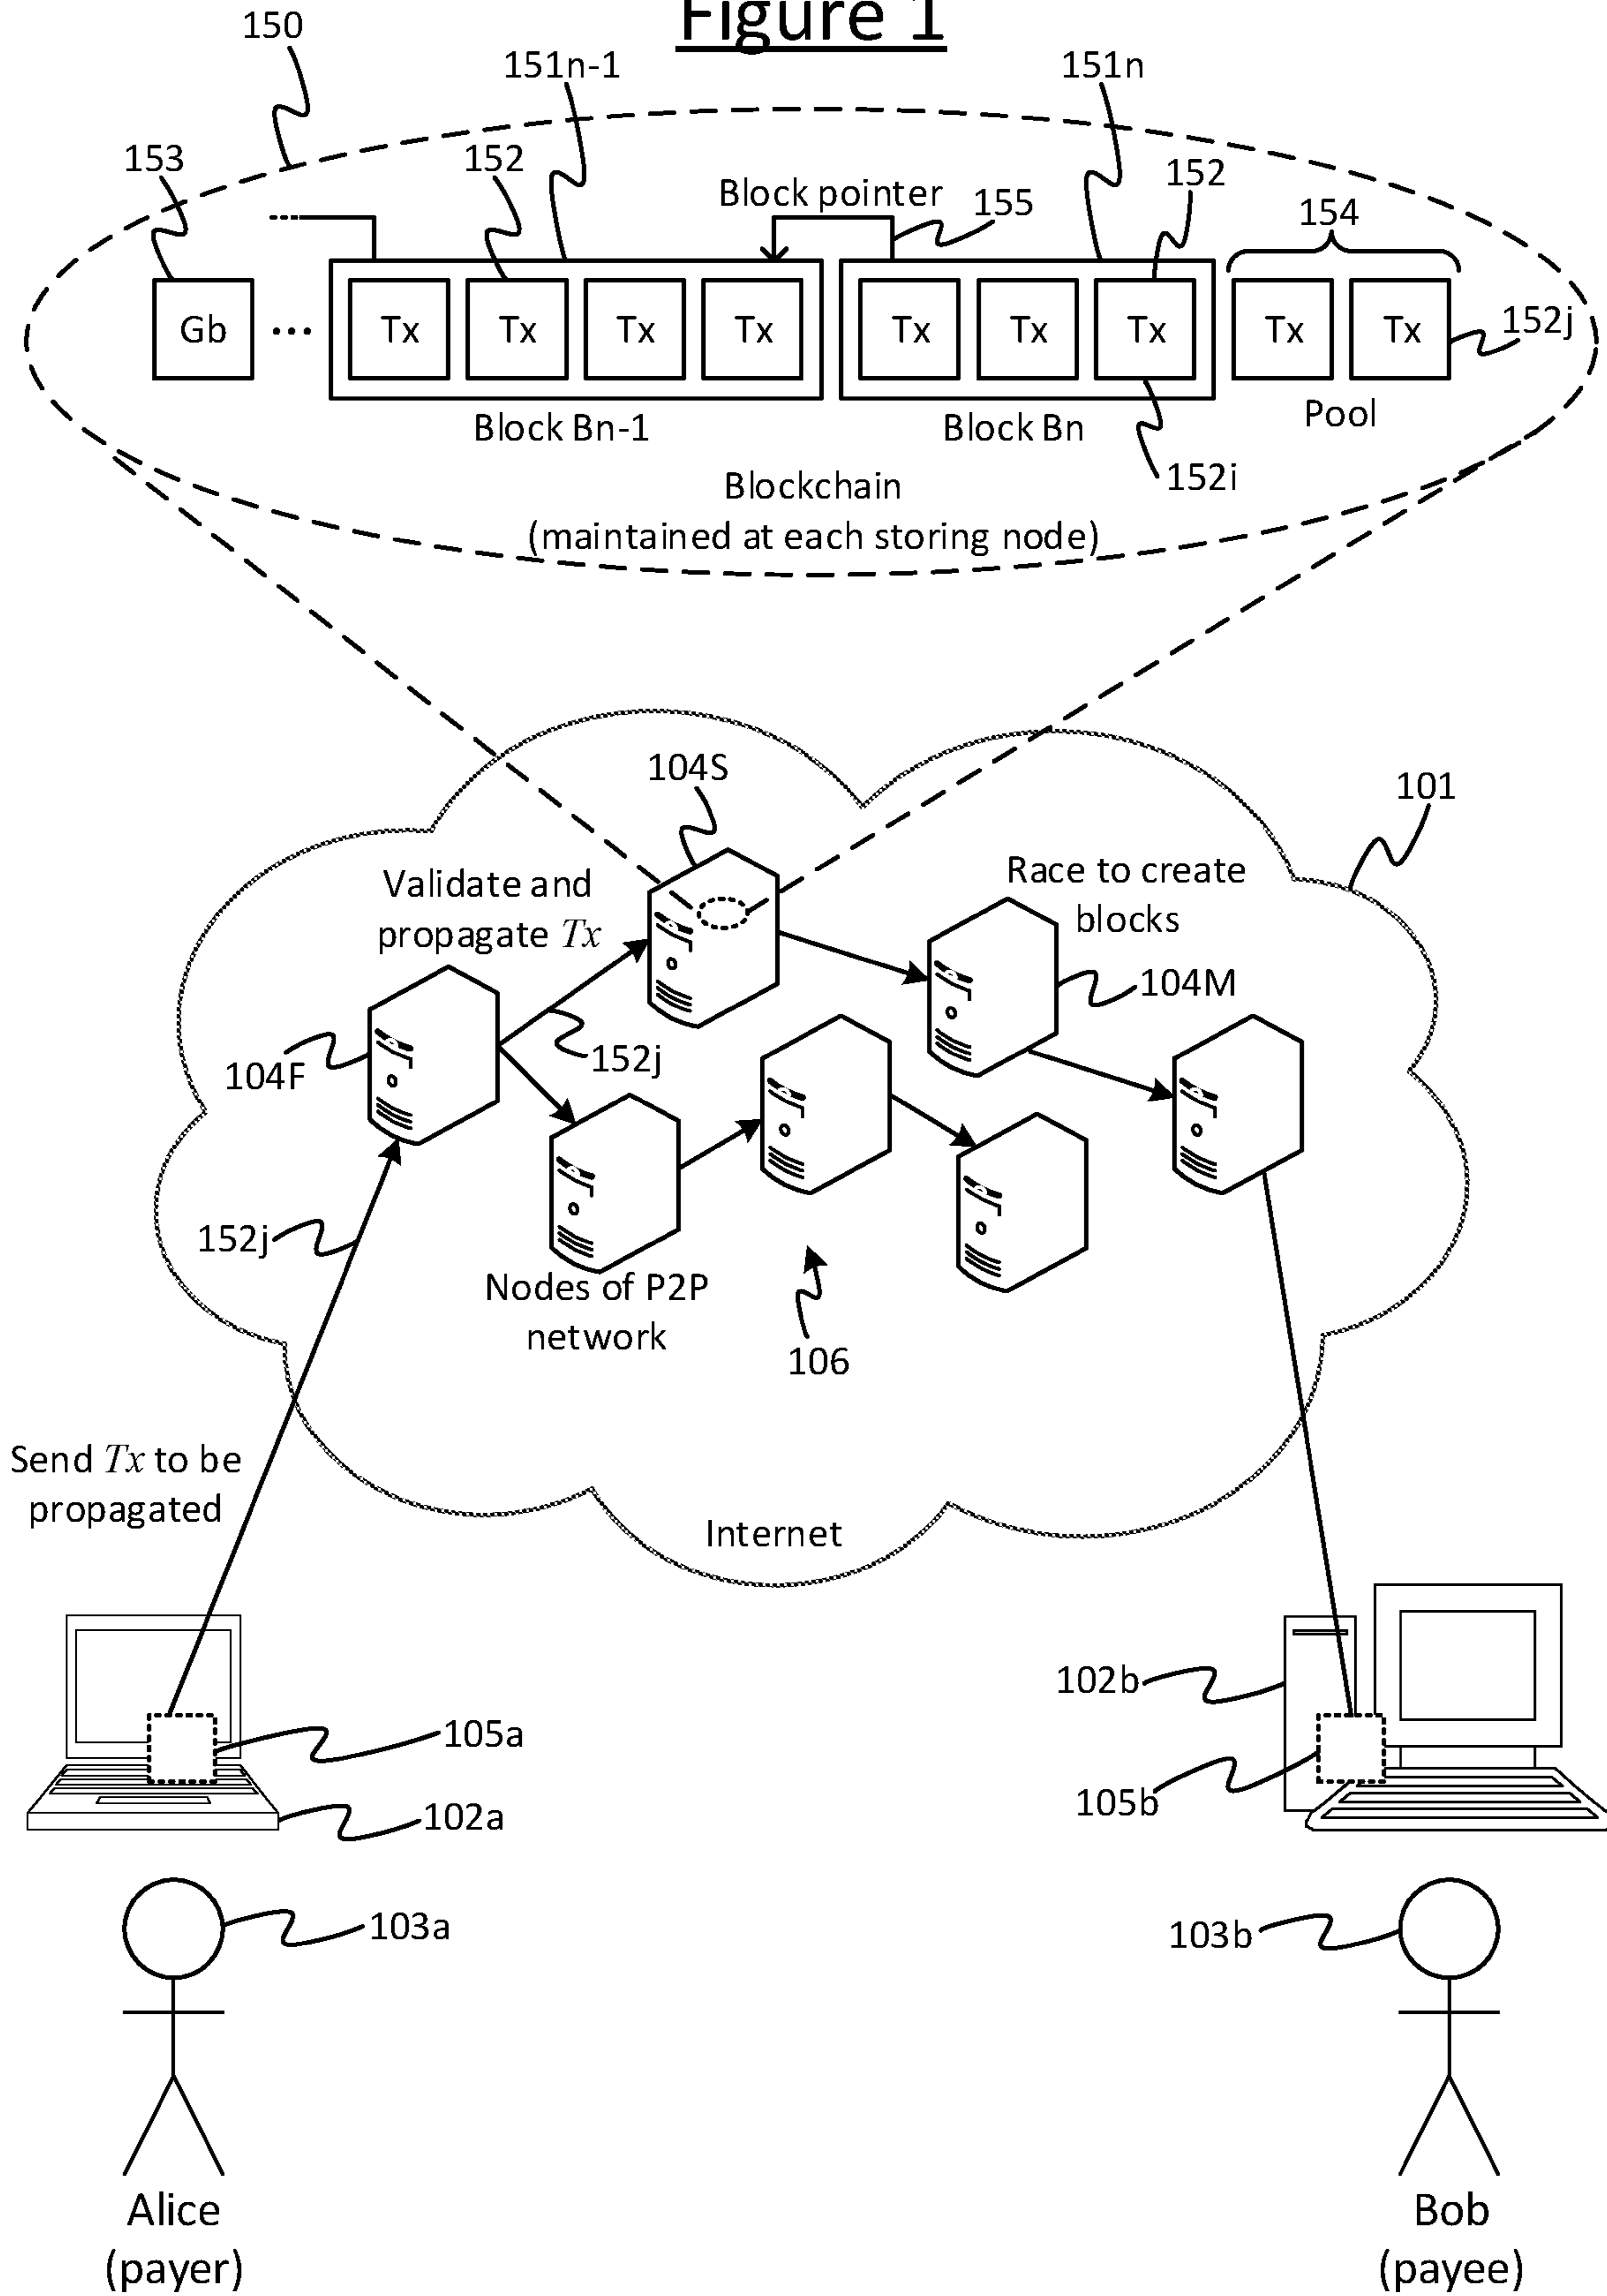 Figure 1
150
151n-1
151n
153
152
152
Block pointer
155
154
Gb
...
Tx
Tx
Tx
Tx
Tx
Tx
Tx
Tx
Tx
152j
Block Bn-1
Block Bn
Pool
152i
Blockchain
(maintained at each storing node)
104S
101
Validate and
propagate Tx
Race to create
blocks
104M
104F
152j
152j
Nodes of P2P
network
106
Send Tx to be
propagated
Internet
102b
105a
105b
102a
103a
103b
Alice
(payer)
Bob
(payee)